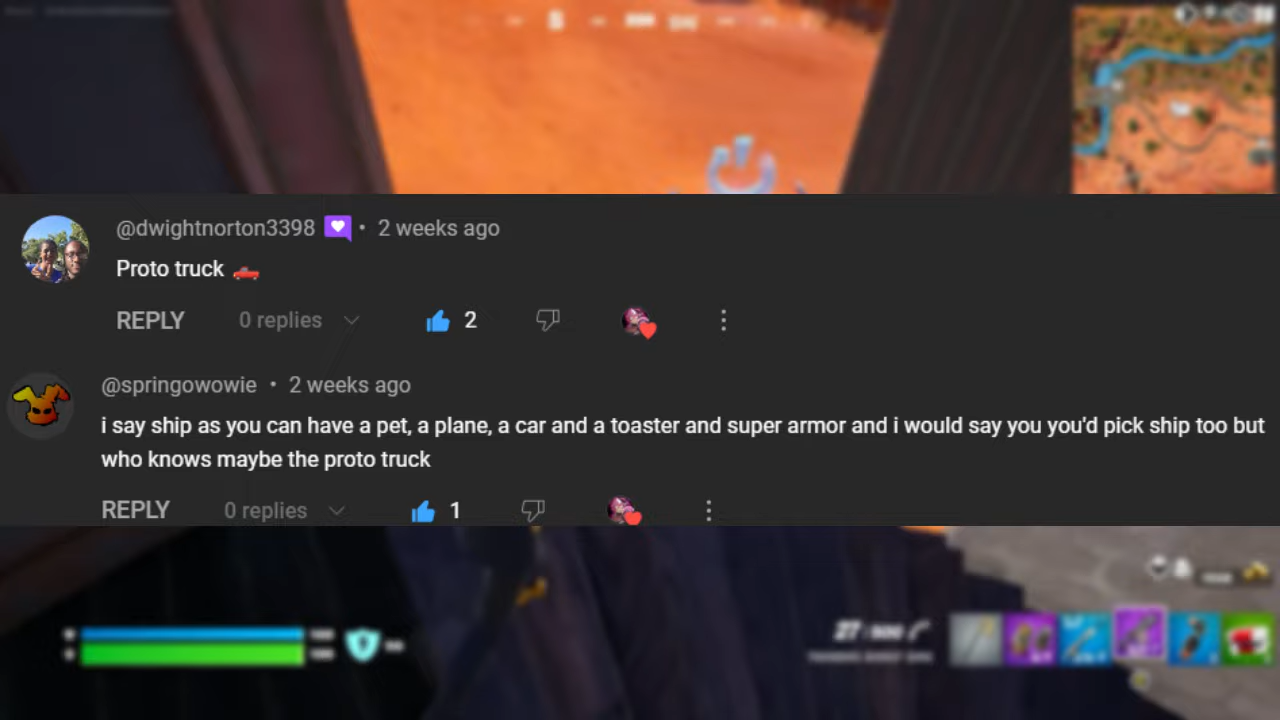 @dwightnorton3398 • 2 weeks ago
Proto truck
REPLY 0 replies 2
@springowowie • 2 weeks ago
i say ship as you can have a pet, a plane, a car and a toaster and super armor and i would say you you'd pick ship too but
who knows maybe the proto truck
REPLY 0 replies 1
27